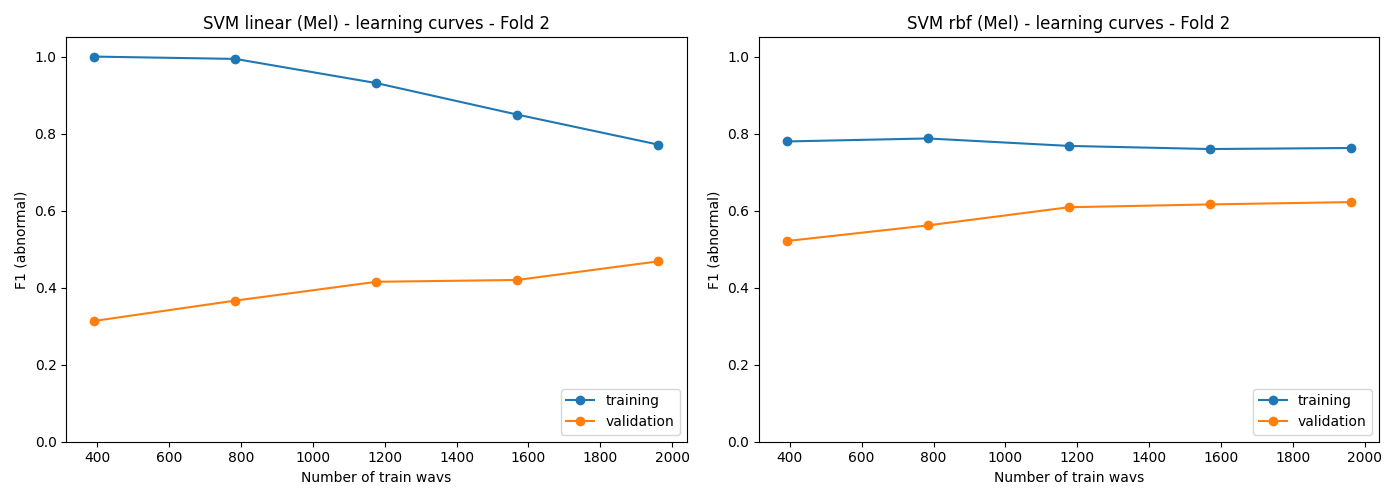 SVM linear (Mel) - learning curves - Fold 2
1.0
0.8
0.6
0.4
0.2
0.0
F1 (abnormal)
400 600 800 1000 1200 1400 1600 1800 2000
Number of train wavs
training
validation
SVM rbf (Mel) - learning curves - Fold 2
1.0
0.8
0.6
0.4
0.2
0.0
F1 (abnormal)
400 600 800 1000 1200 1400 1600 1800 2000
Number of train wavs
training
validation